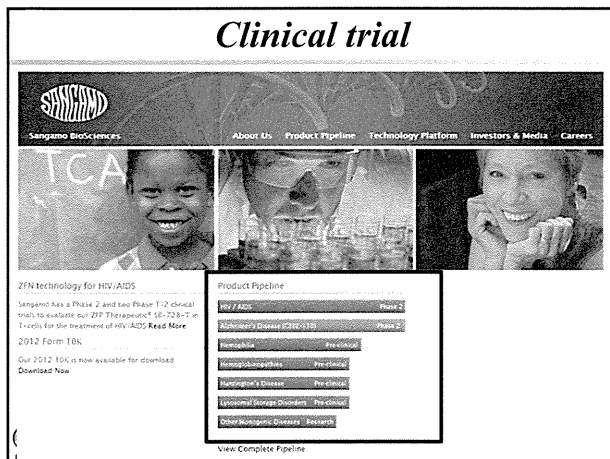 Clinical trial
SANGAMO
Sangamo BioSciences
About Us Product Pipeline Technology Platform Investors & Media Careers
TCA
ZFN technology for HIV/AIDS
Sangamo has a Phase 2 and two Phase 1-2 clinical
trials to evaluate our ZFP Therapeutic® SB-728-T in
T-cells for the treatment of HIV/AIDS Read More
2012 Form 10K
Our 2012 10K is now available for download.
Download Now
Product Pipeline
HIV / AIDS Phase 2
Alzheimer's Disease (CERE-110) Phase 2
Hemophilia Pre-clinical
Hemoglobinopathies Pre-clinical
Huntington's Disease Pre-clinical
Lysosomal Storage Disorders Pre-clinical
Other Monogenic Diseases Research
View Complete Pipeline